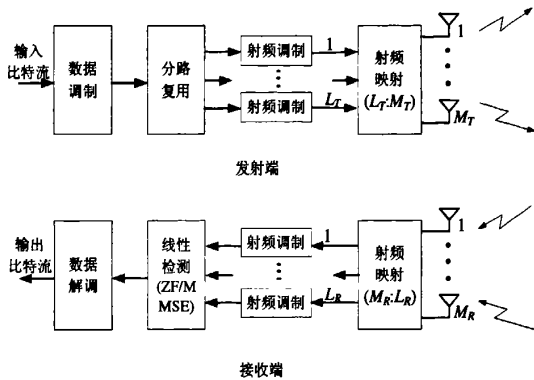 输入
比特流
数据
调制
分路
复用
射频调制
1
射频调制
L_T
射频
映射
(L_T:M_T)
1
M_T
发射端
输出
比特流
数据
解调
线性
检测
(ZF/M
MSE)
射频调制
1
射频调制
L_R
射频
映射
(M_R:L_R)
1
M_R
接收端